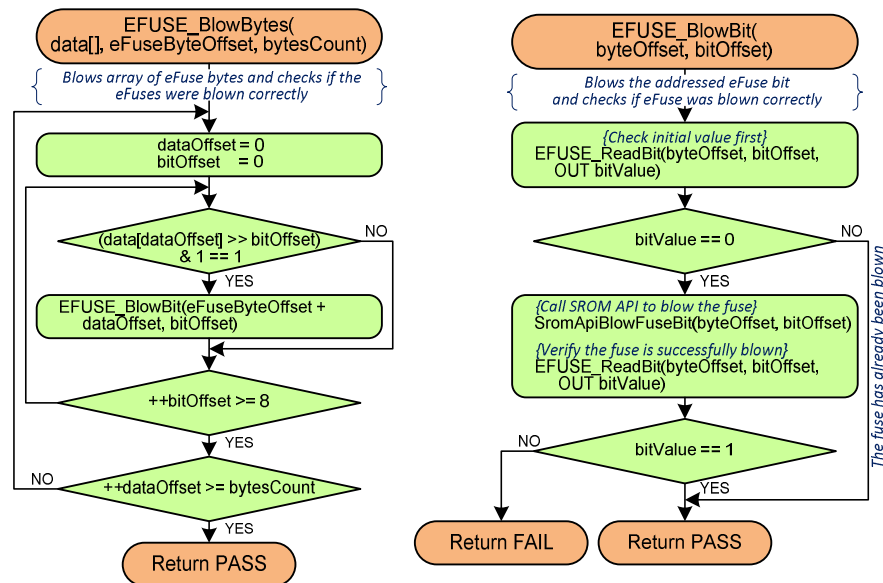 EFUSE_BlowBytes(
data[], eFuseByteOffset, bytesCount)
Blows array of eFuse bytes and checks if the
eFuses were blown correctly
dataOffset = 0
bitOffset = 0
(data[dataOffset] >> bitOffset)
& 1 == 1
NO
YES
EFUSE_BlowBit(eFuseByteOffset +
dataOffset, bitOffset)
++bitOffset >= 8
YES
NO
++dataOffset >= bytesCount
YES
Return PASS
EFUSE_BlowBit(
byteOffset, bitOffset)
Blows the addressed eFuse bit
and checks if eFuse was blown correctly
{Check initial value first}
EFUSE_ReadBit(byteOffset, bitOffset,
OUT bitValue)
bitValue == 0
NO
YES
{Call SROM API to blow the fuse}
SromApiBlowFuseBit(byteOffset, bitOffset)
{Verify the fuse is successfully blown}
EFUSE_ReadBit(byteOffset, bitOffset,
OUT bitValue)
The fuse has already been blown
NO
bitValue == 1
YES
Return FAIL
Return PASS